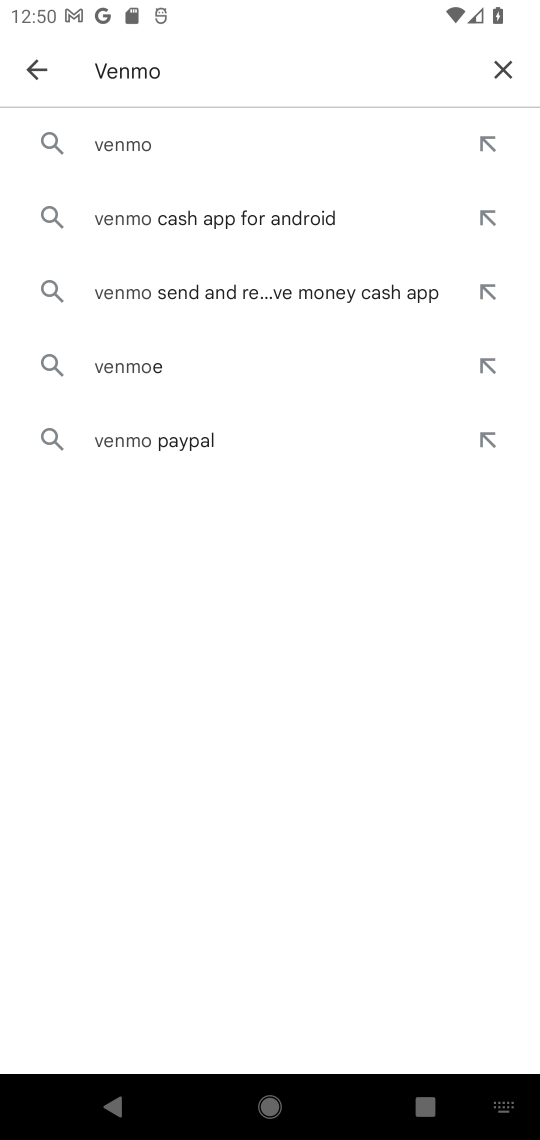 12:50
Venmo
venmo
venmo cash app for android
venmo send and re...ve money cash app
venmoe
venmo paypal